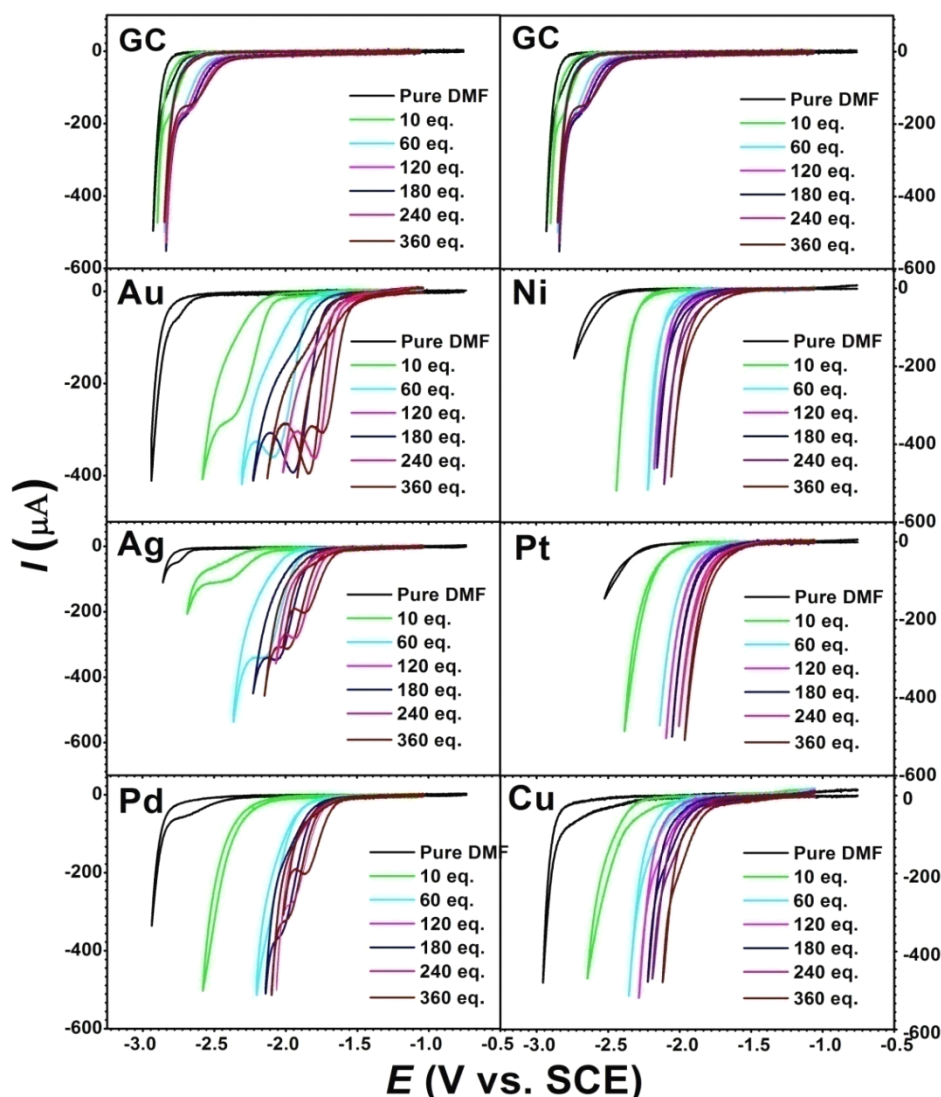 GC
0
-200
-400
-600
Pure DMF
10 eq.
60 eq.
120 eq.
180 eq.
240 eq.
360 eq.
GC
0
-200
-400
-600
Pure DMF
10 eq.
60 eq.
120 eq.
180 eq.
240 eq.
360 eq.
Au
0
-200
-400
Pure DMF
10 eq.
60 eq.
120 eq.
180 eq.
240 eq.
360 eq.
Ni
0
-200
-400
-600
Pure DMF
10 eq.
60 eq.
120 eq.
180 eq.
240 eq.
360 eq.
I (μA)
Ag
0
-200
-400
-600
Pure DMF
10 eq.
60 eq.
120 eq.
180 eq.
240 eq.
360 eq.
Pt
0
-200
-400
-600
Pure DMF
10 eq.
60 eq.
120 eq.
180 eq.
240 eq.
360 eq.
Pd
0
-200
-400
-600
Pure DMF
10 eq.
60 eq.
120 eq.
180 eq.
240 eq.
360 eq.
Cu
0
-200
-400
-600
Pure DMF
10 eq.
60 eq.
120 eq.
180 eq.
240 eq.
360 eq.
-3.0 -2.5 -2.0 -1.5 -1.0 -0.5 -3.0 -2.5 -2.0 -1.5 -1.0 -0.5
E (V vs. SCE)